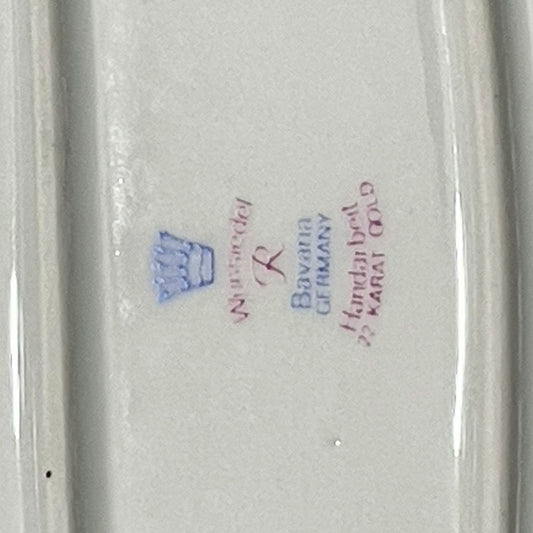 Wunsiedel
R
Bavaria
GERMANY
Handarbeit
22 KARAT GOLD